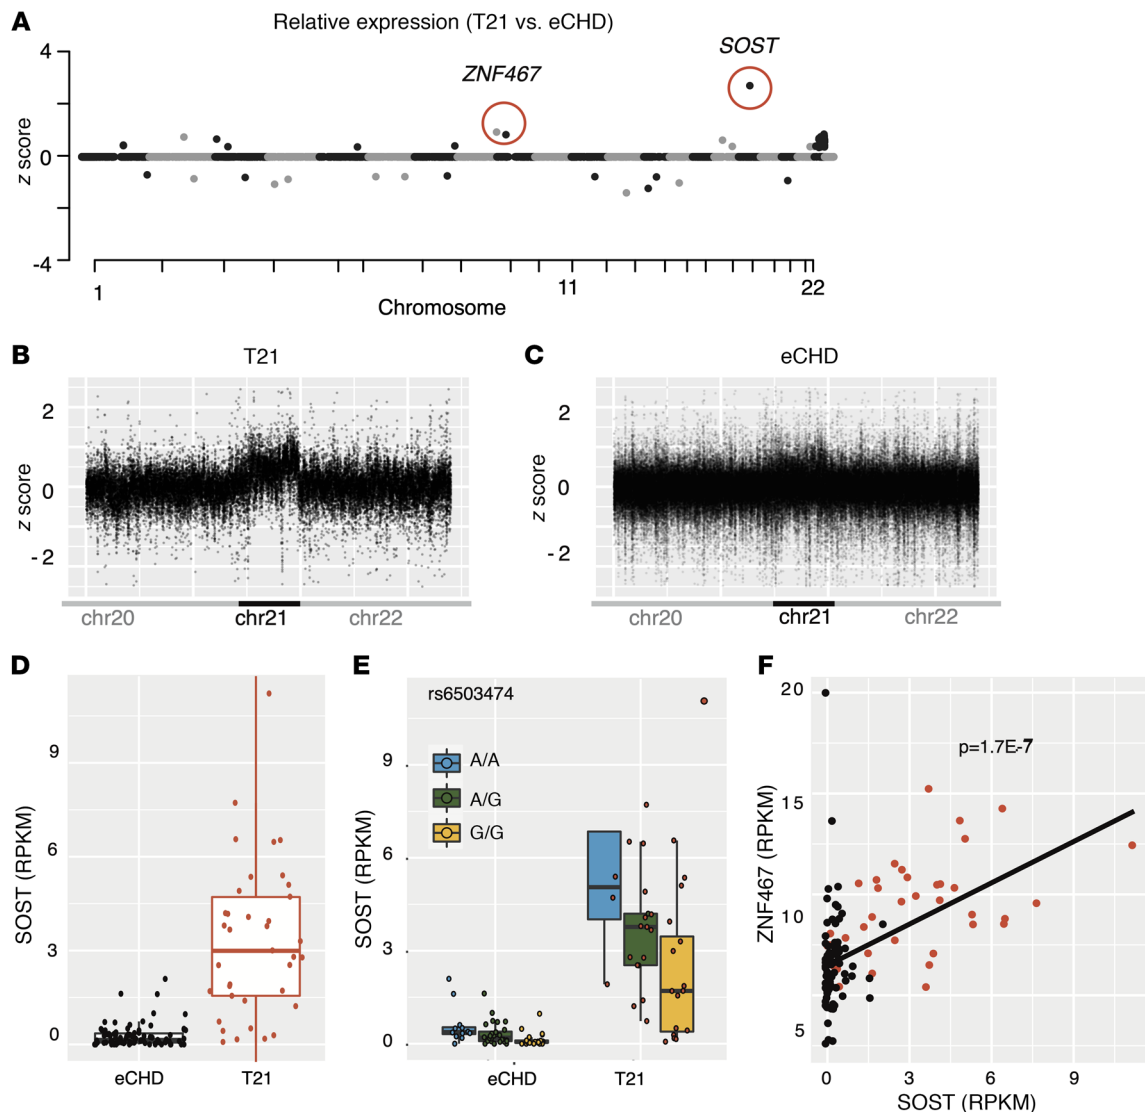 A
Relative expression (T21 vs. eCHD)
SOST
ZNF467
4
0
-4
z score
1
11
22
Chromosome
B
T21
2
0
- 2
z score
chr20
chr21
chr22
C
eCHD
2
0
- 2
z score
chr20
chr21
chr22
D
9
6
3
0
SOST (RPKM)
eCHD
T21
E
rs6503474
A/A
A/G
G/G
9
6
3
0
SOST (RPKM)
eCHD
T21
F
p=1.7E-7
20
15
10
5
ZNF467 (RPKM)
0
3
6
9
SOST (RPKM)